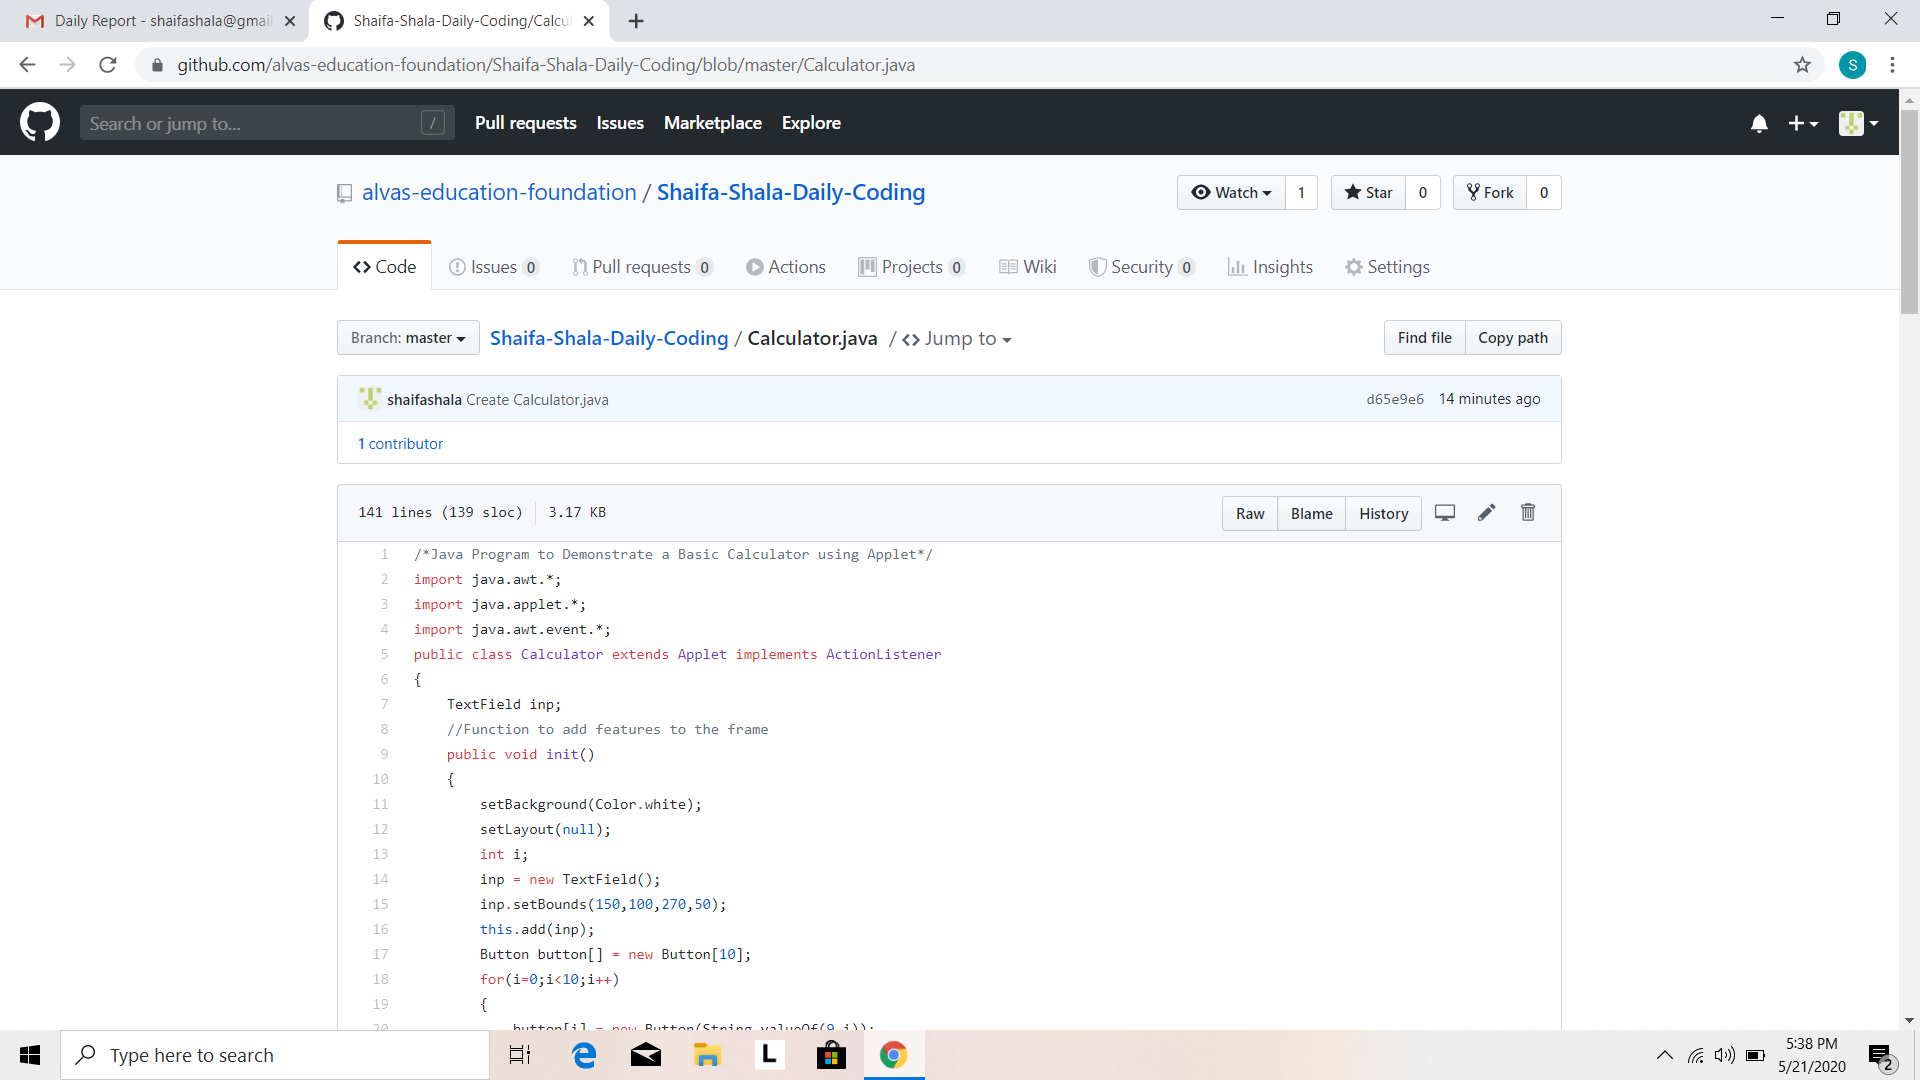 Daily Report - shaifashala@gmai
Shaifa-Shala-Daily-Coding/Calcu
github.com/alvas-education-foundation/Shaifa-Shala-Daily-Coding/blob/master/Calculator.java
S
Search or jump to... /
Pull requests Issues Marketplace Explore
alvas-education-foundation / Shaifa-Shala-Daily-Coding
Watch 1 Star 0 Fork 0
Code Issues 0 Pull requests 0 Actions Projects 0 Wiki Security 0 Insights Settings
Branch: master Shaifa-Shala-Daily-Coding / Calculator.java / <> Jump to
Find file Copy path
shaifashala Create Calculator.java d65e9e6 14 minutes ago
1 contributor
141 lines (139 sloc) 3.17 KB
Raw Blame History
1 /*Java Program to Demonstrate a Basic Calculator using Applet*/
2 import java.awt.*;
3 import java.applet.*;
4 import java.awt.event.*;
5 public class Calculator extends Applet implements ActionListener
6 {
7 TextField inp;
8 //Function to add features to the frame
9 public void init()
10 {
11 setBackground(Color.white);
12 setLayout(null);
13 int i;
14 inp = new TextField();
15 inp.setBounds(150,100,270,50);
16 this.add(inp);
17 Button button[] = new Button[10];
18 for(i=0;i<10;i++)
19 {
20 button[i] = new Button(String.valueOf(9-i));
Type here to search
L
5:38 PM
5/21/2020
2